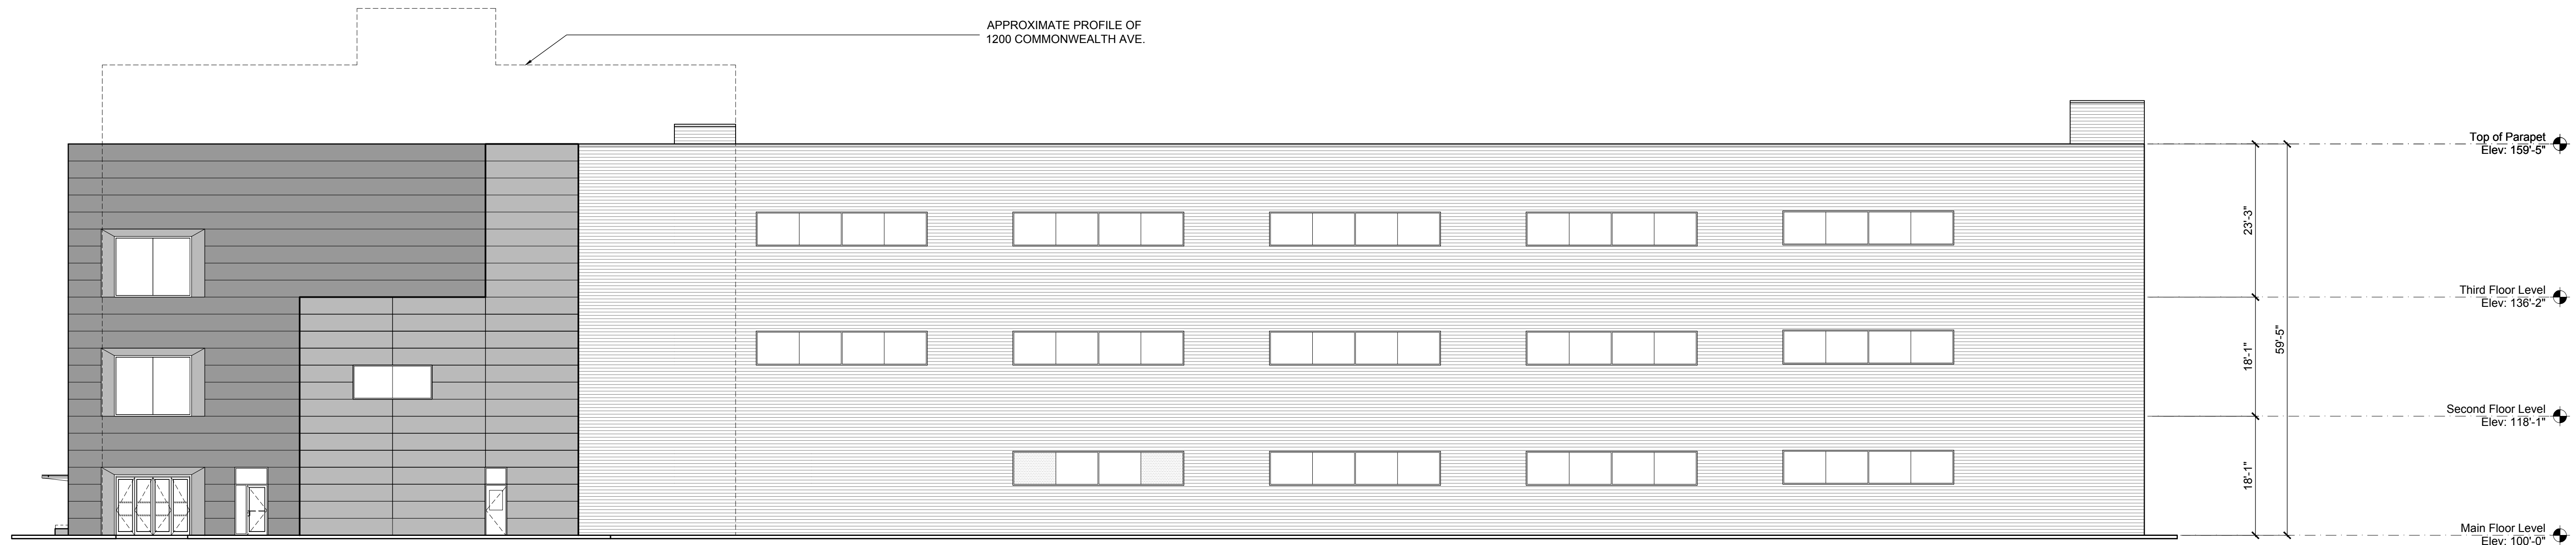 APPROXIMATE PROFILE OF
1200 COMMONWEALTH AVE.
Top of Parapet
Elev: 159'-5"
23'-3"
Third Floor Level
Elev: 136'-2"
59'-5"
18'-1"
Second Floor Level
Elev: 118'-1"
18'-1"
Main Floor Level
Elev: 100'-0"